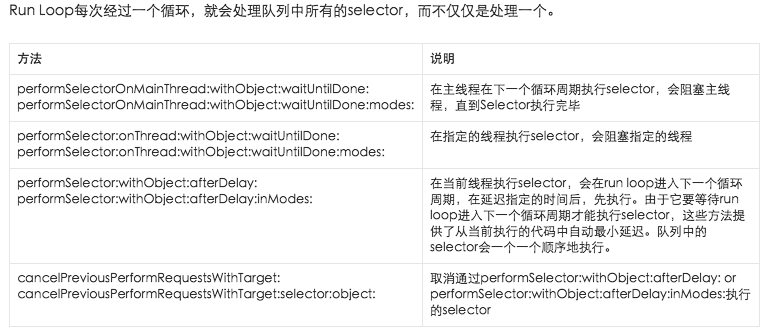 Run Loop每次经过一个循环，就会处理队列中所有的selector，而不仅仅是处理一个。
方法
说明
performSelectorOnMainThread:withObject:waitUntilDone:
performSelectorOnMainThread:withObject:waitUntilDone:modes:
在主线程在下一个循环周期执行selector，会阻塞主线
程，直到Selector执行完毕
performSelector:onThread:withObject:waitUntilDone:
performSelector:onThread:withObject:waitUntilDone:modes:
在指定的线程执行selector，会阻塞指定的线程
performSelector:withObject:afterDelay:
performSelector:withObject:afterDelay:inModes:
在当前线程执行selector，会在run loop进入下一个循环
周期，在延迟指定的时间后，先执行。由于它要等待run
loop进入下一个循环周期才能执行selector，这些方法提
供了从当前执行的代码中自动最小延迟。队列中的
selector会一个一个顺序地执行。
cancelPreviousPerformRequestsWithTarget:
cancelPreviousPerformRequestsWithTarget:selector:object:
取消通过performSelector:withObject:afterDelay: or
performSelector:withObject:afterDelay:inModes:执行
的selector